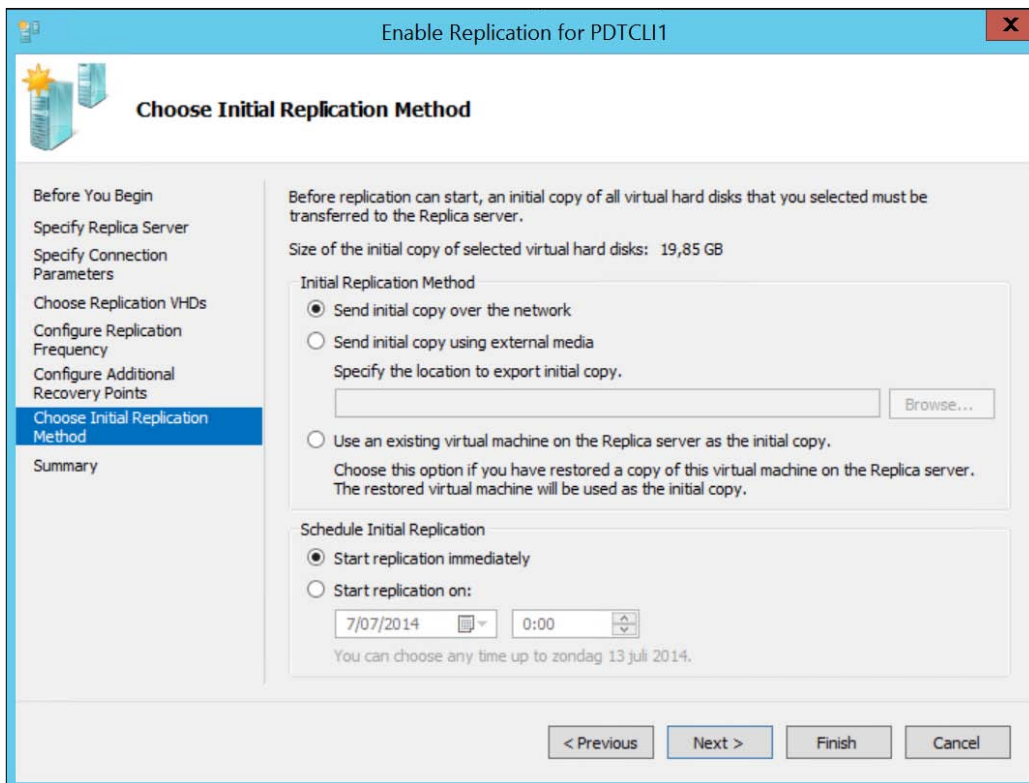 Enable Replication for PDTCLI1
X
Choose Initial Replication Method
Before You Begin
Specify Replica Server
Specify Connection
Parameters
Choose Replication VHDs
Configure Replication
Frequency
Configure Additional
Recovery Points
Choose Initial Replication
Method
Summary
Before replication can start, an initial copy of all virtual hard disks that you selected must be
transferred to the Replica server.
Size of the initial copy of selected virtual hard disks: 19,85 GB
Initial Replication Method
Send initial copy over the network
Send initial copy using external media
Specify the location to export initial copy.
Browse...
Use an existing virtual machine on the Replica server as the initial copy.
Choose this option if you have restored a copy of this virtual machine on the Replica server.
The restored virtual machine will be used as the initial copy.
Schedule Initial Replication
Start replication immediately
Start replication on:
7/07/2014 0:00
You can choose any time up to zondag 13 juli 2014.
< Previous Next > Finish Cancel